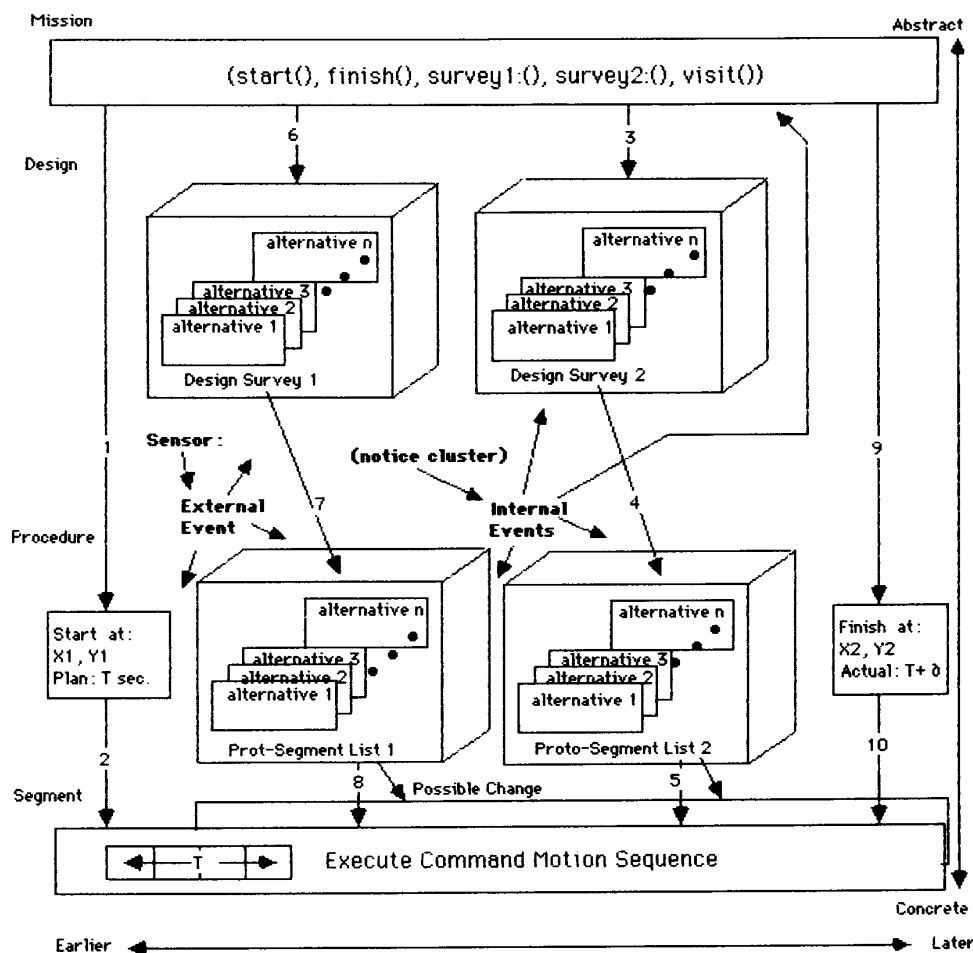 Mission
Abstract
(start(), finish(), survey1:(), survey2:(), visit())
6
3
Design
alternative n
alternative 3
alternative 2
alternative 1
Design Survey 1
alternative n
alternative 3
alternative 2
alternative 1
Design Survey 2
1
Sensor:
(notice cluster)
9
External
Event
7
Internal
Events
4
Procedure
Start at:
X1, Y1
Plan: T sec.
alternative n
alternative 3
alternative 2
alternative 1
Prot-Segment List 1
alternative n
alternative 3
alternative 2
alternative 1
Proto-Segment List 2
Finish at:
X2, Y2
Actual: T+ ∂
2
8
Possible Change
5
10
Segment
T
Execute Command Motion Sequence
Concrete
Earlier
Later